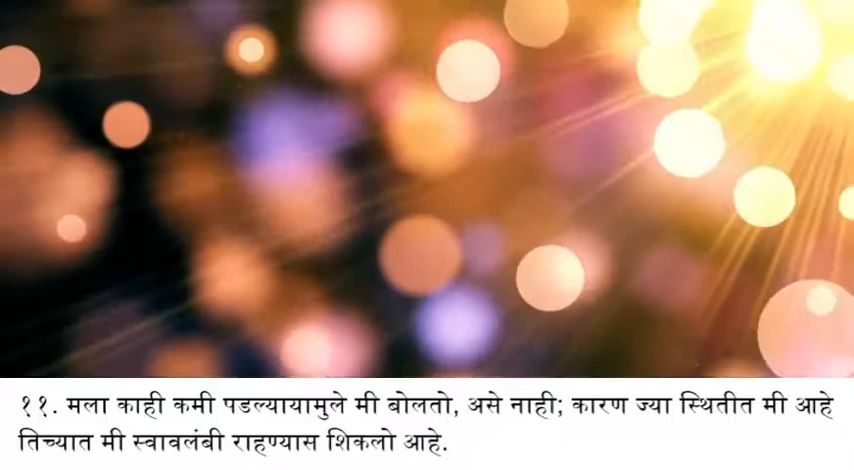 ११. मला काही कमी पडल्यायामुले मी बोलतो, असे नाही; कारण ज्या स्थितीत मी आहे
तिच्यात मी स्वावलंबी राहण्यास शिकलो आहे.